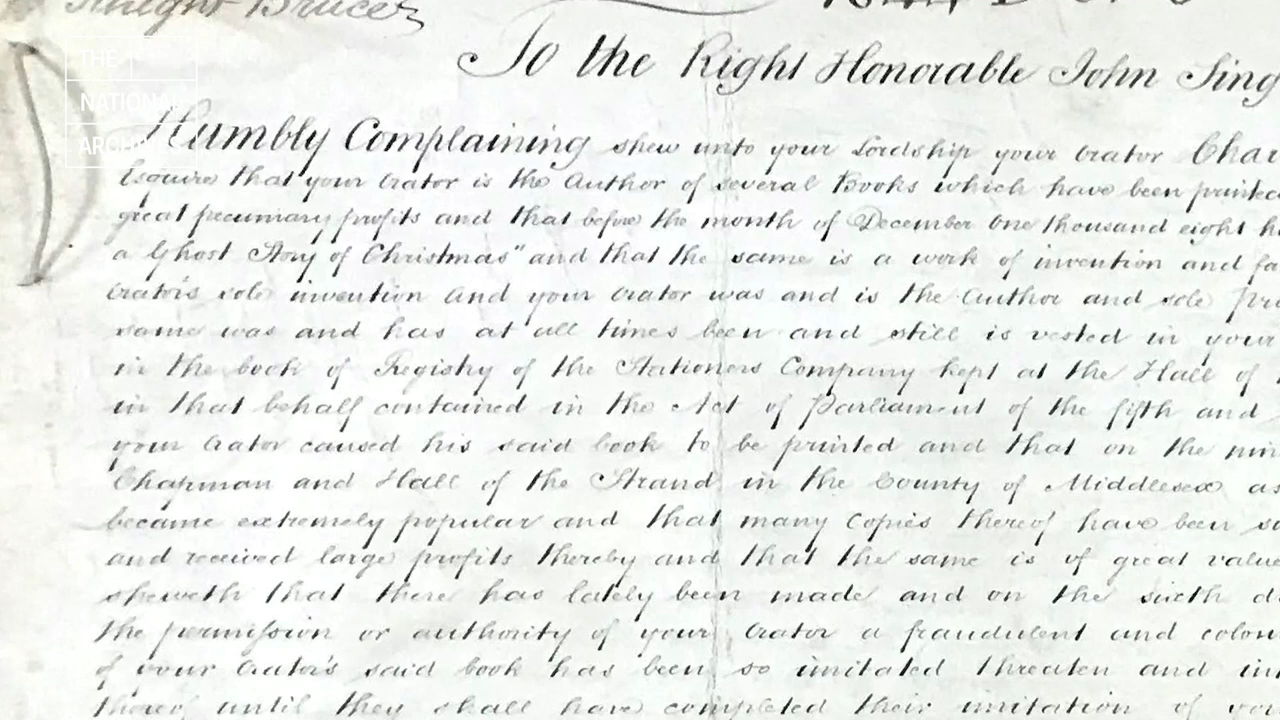 Knight Bruce
THE
NATIONAL
ARCHIVES
To the Right Honorable John Sing
Humbly Complaining shew unto your Lordship your Orator Char
Esquire that your Orator is the Author of several Books which have been printed
great pecuniary profits and that before the month of December One thousand eight h
a Ghost Story of Christmas" and that the same is a work of invention and fa
Orator's sole invention And your Orator was and is the Author and sole Pr
same was and has at all times been and still is vested in your
in the book of Registry of the Stationers Company kept at the Hall of
in that behalf contained in the Act of Parliament of the fifth and
your Orator caused his said book to be printed and that on the nin
Chapman and Hall of the Strand in the County of Middlesex as
became extremely popular and that many Copies thereof have been so
and received large profits thereby and that the same is of great value
sheweth that there has lately been made and on the sixth d
the permission or authority of your Orator a fraudulent and colou
of your Orator's said book has been so imitated threaten and in
thereof until they shall have completed their imitation of